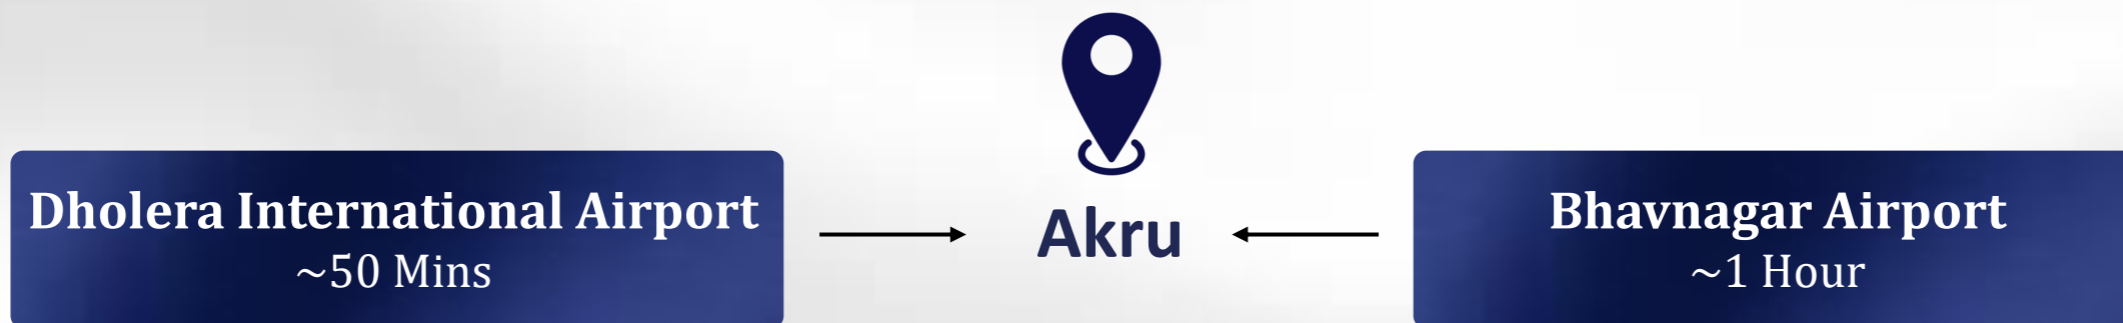 Dholera International Airport
~50 Mins
Akru
Bhavnagar Airport
~1 Hour